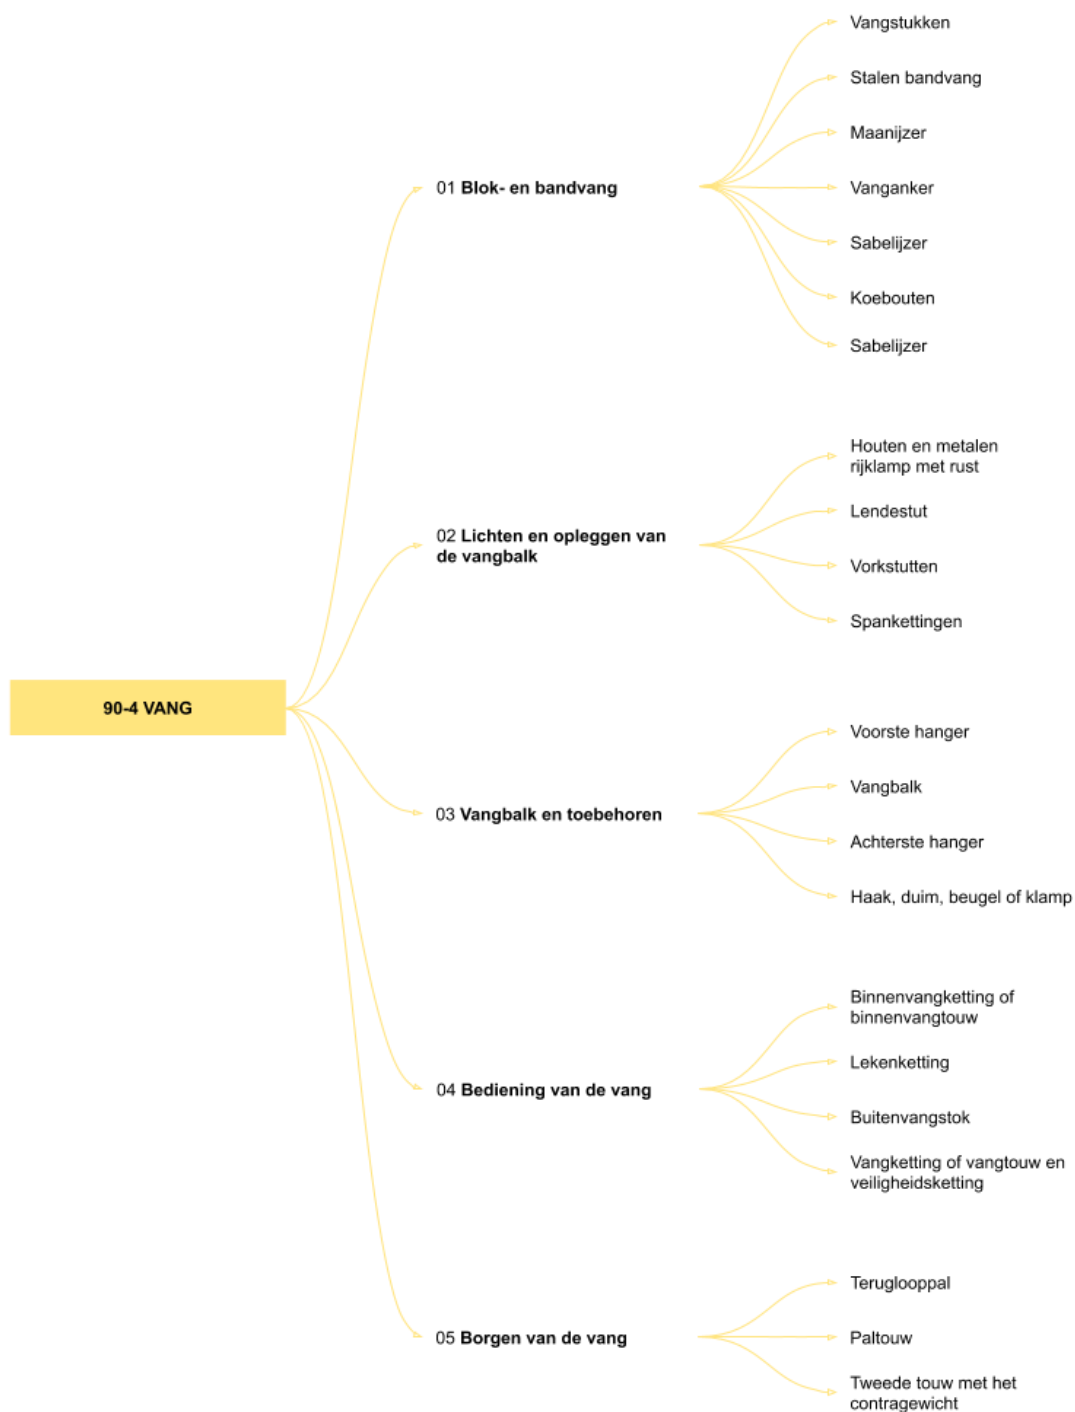 90-4 VANG
01 Blok- en bandvang
Vangstukken
Stalen bandvang
Maanijzer
Vanganker
Sabelijzer
Koebouten
Sabelijzer
02 Lichten en opleggen van
de vangbalk
Houten en metalen
rijklamp met rust
Lendestut
Vorkstutten
Spankettingen
03 Vangbalk en toebehoren
Voorste hanger
Vangbalk
Achterste hanger
Haak, duim, beugel of klamp
04 Bediening van de vang
Binnenvangketting of
binnenvangtouw
Lekenketting
Buitenvangstok
Vangketting of vangtouw en
veiligheidsketting
05 Borgen van de vang
Teruglooppal
Paltouw
Tweede touw met het
contragewicht